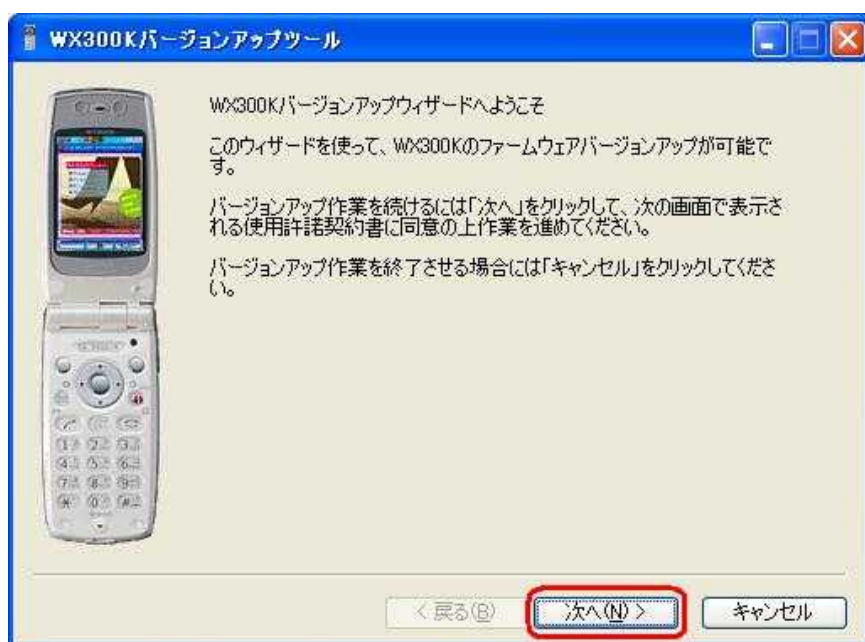 WX300Kバージョンアップツール
WX300Kバージョンアップウィザードへようこそ
このウィザードを使って、WX300Kのファームウェアバージョンアップが可能で
す。
バージョンアップ作業を続けるには「次へ」をクリックして、次の画面で表示さ
れる使用許諾契約書に同意の上作業を進めてください。
バージョンアップ作業を終了させる場合には「キャンセル」をクリックしてくださ
い。
< 戻る(B)
次へ(N) >
キャンセル